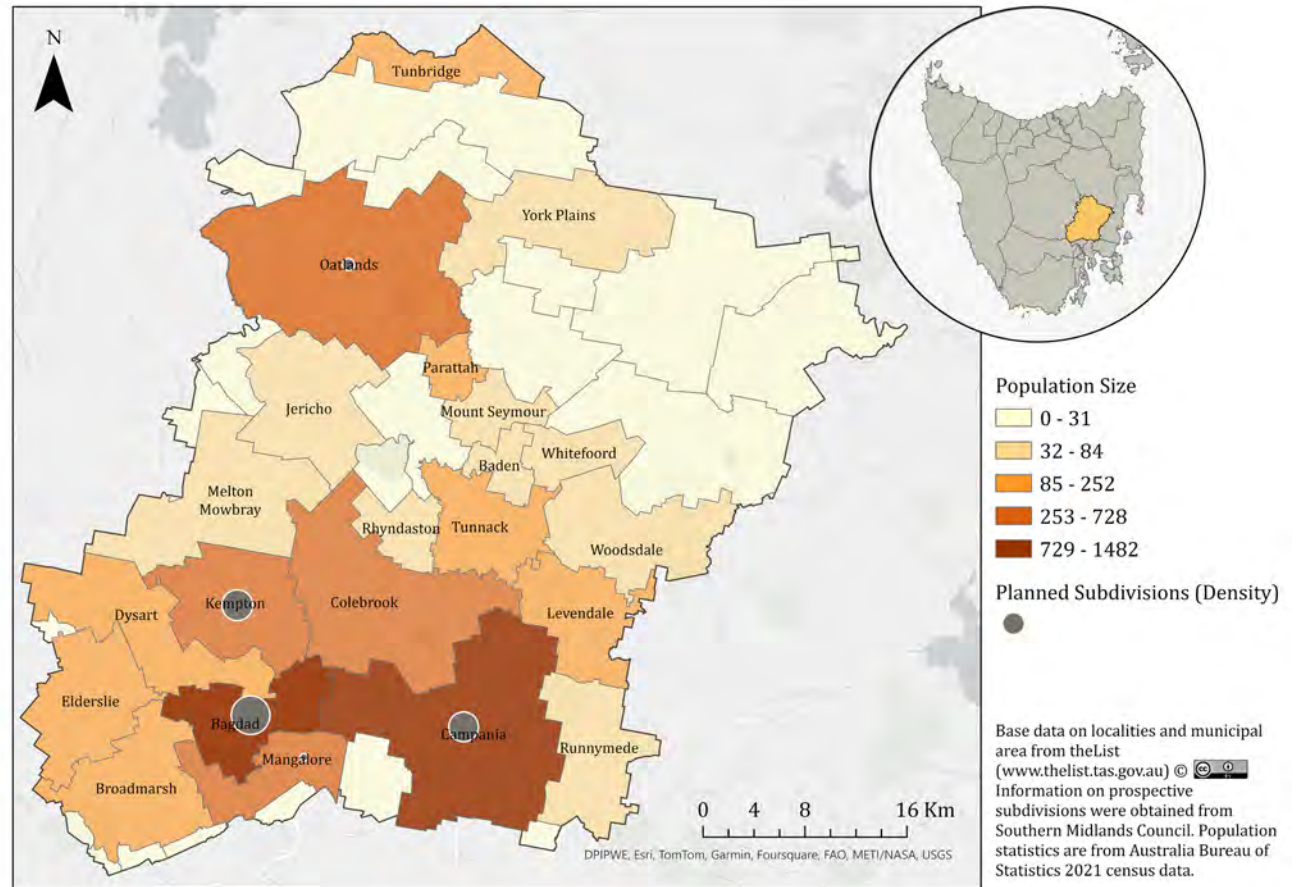 N
Tunbridge
York Plains
Oatlands
Parattah
Jericho
Mount Seymour
Whitefoord
Baden
Melton
Mowbray
Rhyndaston
Tunnack
Woodsdale
Kempton
Colebrook
Dysart
Levendale
Elderslie
Bagdad
Campania
Mangalore
Runnymede
Broadmarsh
0 4 8 16 Km
DPIPWE, Esri, TomTom, Garmin, Foursquare, FAO, METI/NASA, USGS
Population Size
0 - 31
32 - 84
85 - 252
253 - 728
729 - 1482
Planned Subdivisions (Density)
Base data on localities and municipal
area from theList
(www.thelist.tas.gov.au) © cc
Information on prospective
subdivisions were obtained from
Southern Midlands Council. Population
statistics are from Australia Bureau of
Statistics 2021 census data.